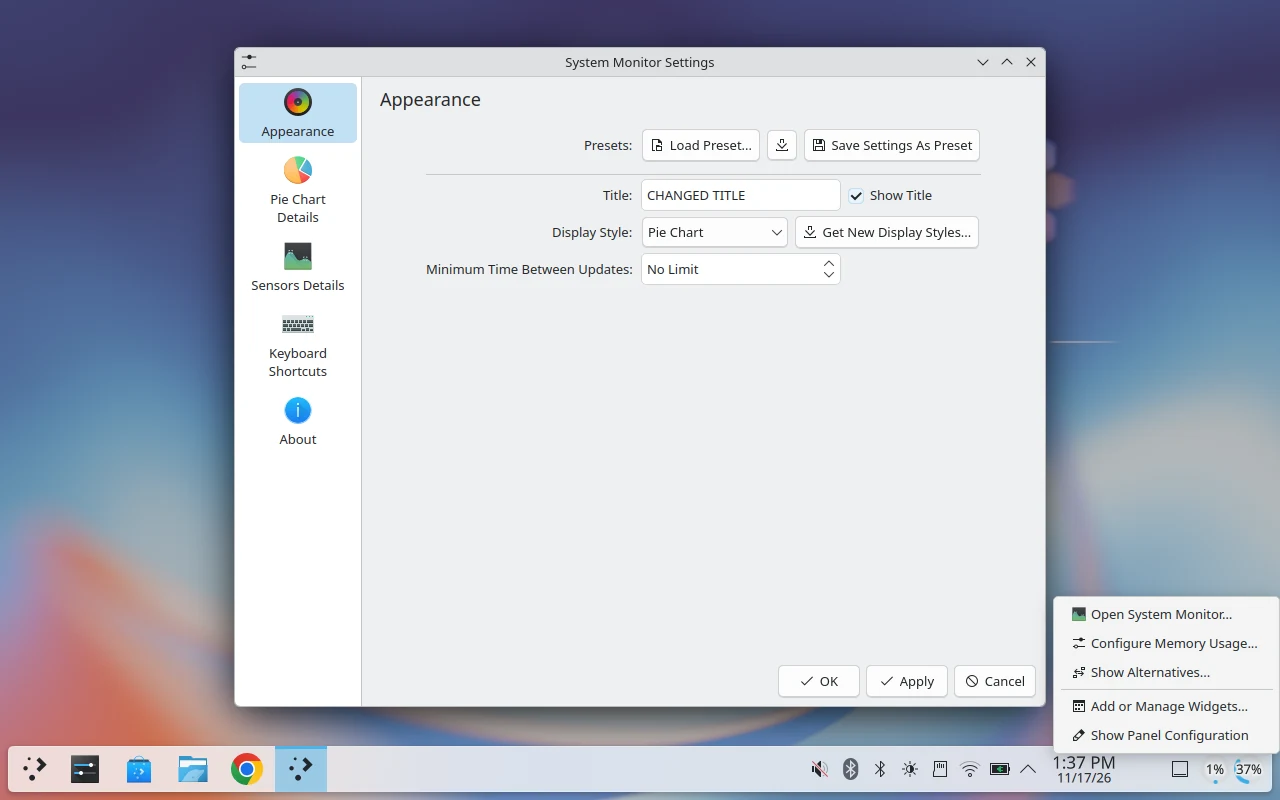 System Monitor Settings
Appearance
Pie Chart
Details
Sensors Details
Keyboard
Shortcuts
About
Appearance
Presets:
Load Preset...
Save Settings As Preset
Title:
CHANGED TITLE
Show Title
Display Style:
Pie Chart
Get New Display Styles...
Minimum Time Between Updates:
No Limit
OK
Apply
Cancel
Open System Monitor...
Configure Memory Usage...
Show Alternatives...
Add or Manage Widgets...
Show Panel Configuration
1:37 PM
11/17/26
1%
37%